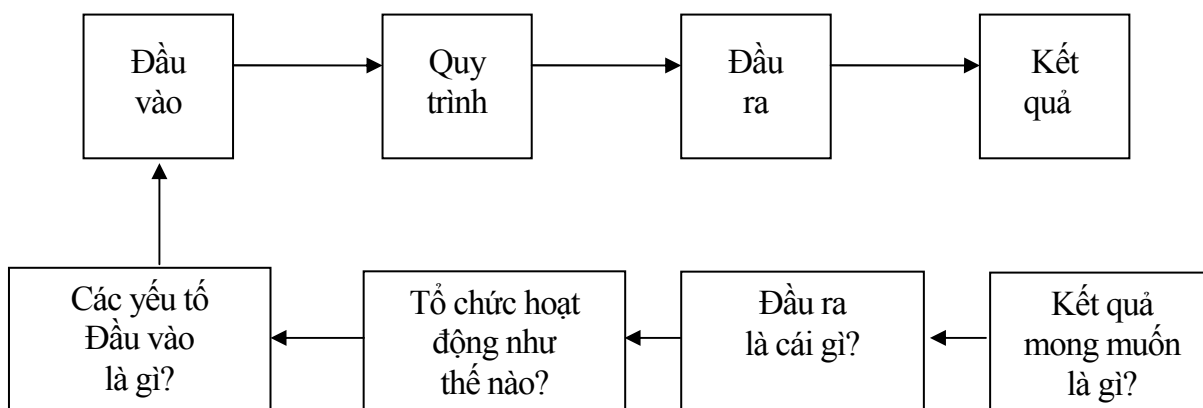 Đầu
vào
Quy
trình
Đầu
ra
Kết
quả
Các yếu tố
Đầu vào
là gì?
Tổ chức hoạt
động như
thế nào?
Đầu ra
là cái gì?
Kết quả
mong muốn
là gì?